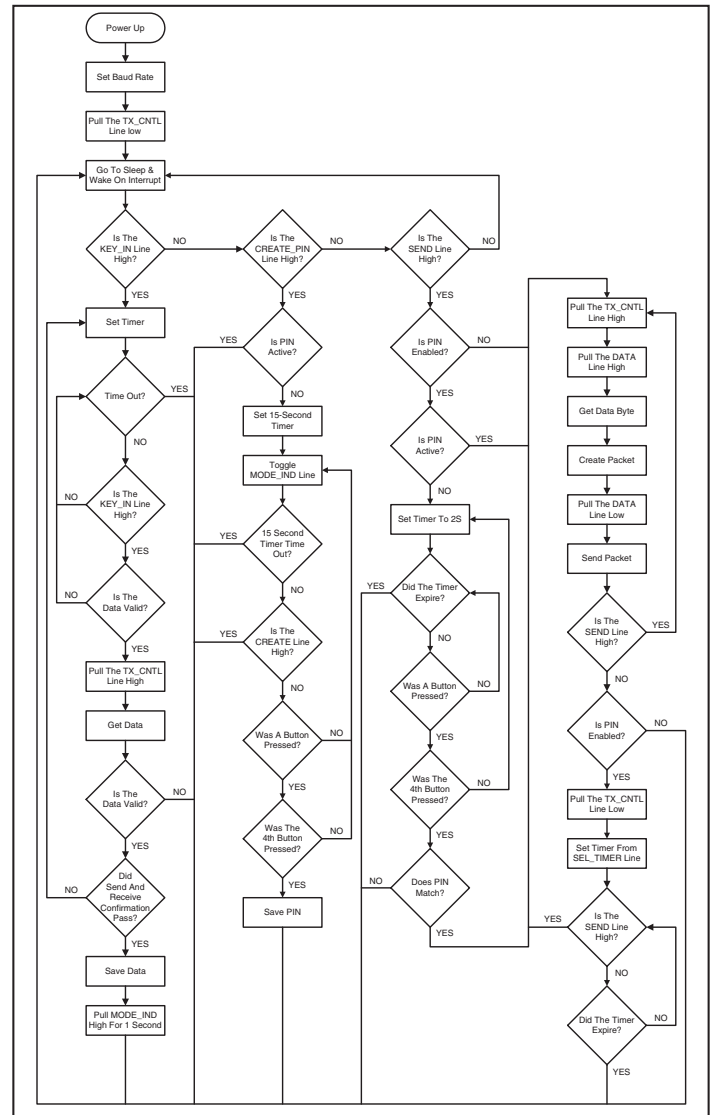 Power Up
Set Baud Rate
Pull The TX_CNTL
Line low
Go To Sleep &
Wake On Interrupt
Is The
KEY_IN Line
High?
NO
YES
Set Timer
Time Out?
YES
NO
Is The
KEY_IN Line
High?
NO
YES
Is The
Data Valid?
NO
YES
Pull The TX_CNTL
Line High
Get Data
Is The
Data Valid?
NO
YES
Did
Send And
Receive
Confirmation
Pass?
NO
YES
Save Data
Pull MODE_IND
High For 1 Second
Is The
CREATE_PIN
Line High?
NO
YES
Is PIN
Active?
YES
NO
Set 15-Second
Timer
Toggle
MODE_IND Line
15 Second
Timer Time
Out?
YES
NO
Is The
CREATE Line
High?
YES
NO
Was A Button
Pressed?
NO
YES
Was The
4th Button
Pressed?
NO
YES
Save PIN
Is The
SEND Line
High?
NO
YES
Is PIN
Enabled?
NO
YES
Is PIN
Active?
YES
NO
Set Timer To 2S
Did The Timer
Expire?
YES
NO
Was A Button
Pressed?
NO
YES
Was The
4th Button
Pressed?
NO
YES
Does PIN
Match?
NO
YES
Pull The TX_CNTL
Line High
Pull The DATA
Line High
Get Data Byte
Create Packet
Pull The DATA
Line Low
Send Packet
Is The
SEND Line
High?
YES
NO
Is PIN
Enabled?
NO
YES
Pull The TX_CNTL
Line Low
Set Timer From
SEL_TIMER Line
Is The
SEND Line
High?
YES
NO
Did The Timer
Expire?
NO
YES